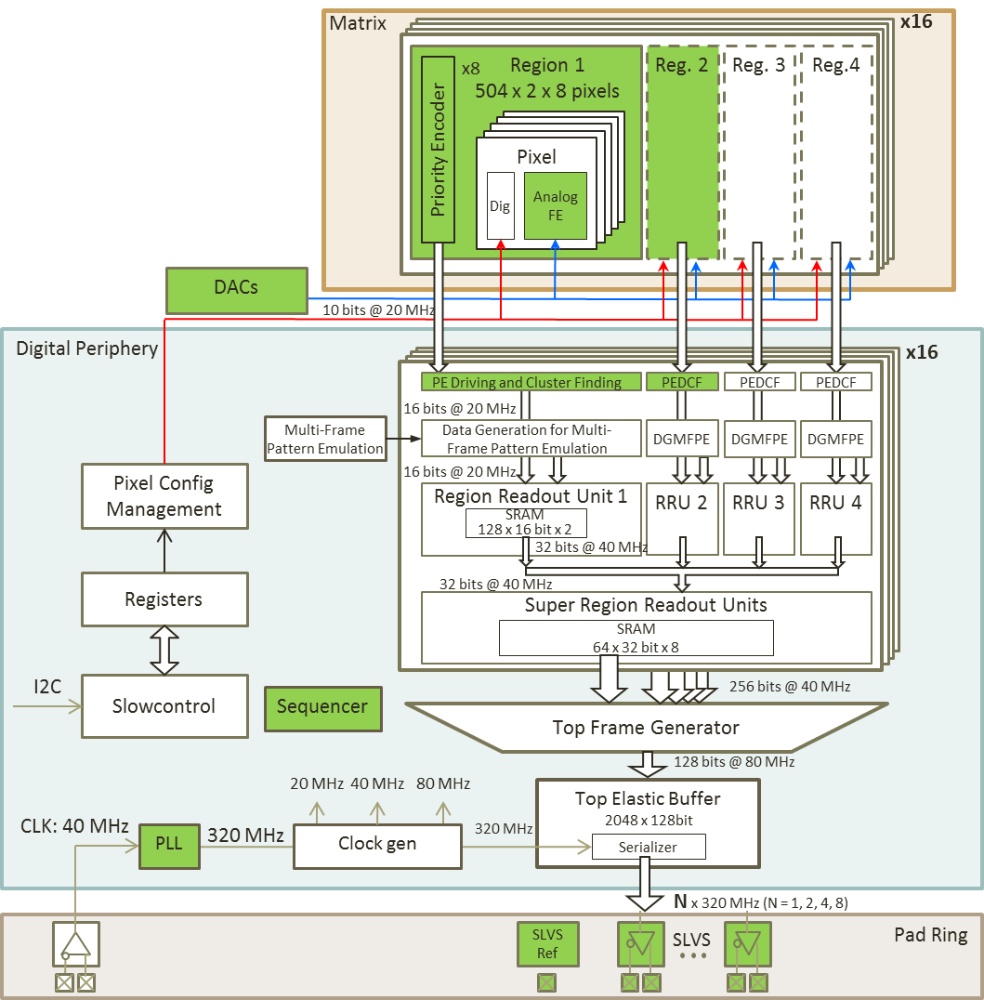 Matrix
x16
x8
Region 1
504 x 2 x 8 pixels
Priority Encoder
Pixel
Dig
Analog
FE
Reg. 2
Reg. 3
Reg.4
DACs
10 bits @ 20 MHz
Digital Periphery
x16
PE Driving and Cluster Finding
PEDCF
PEDCF
PEDCF
16 bits @ 20 MHz
Multi-Frame
Pattern Emulation
Data Generation for Multi-
Frame Pattern Emulation
DGMFPE
DGMFPE
DGMFPE
16 bits @ 20 MHz
Pixel Config
Management
Region Readout Unit 1
SRAM
128 x 16 bit x 2
RRU 2
RRU 3
RRU 4
32 bits @ 40 MHz
32 bits @ 40 MHz
Registers
Super Region Readout Units
SRAM
64 x 32 bit x 8
I2C
Slowcontrol
Sequencer
256 bits @ 40 MHz
Top Frame Generator
128 bits @ 80 MHz
20 MHz
40 MHz
80 MHz
Top Elastic Buffer
2048 x 128bit
Serializer
CLK: 40 MHz
PLL
320 MHz
Clock gen
320 MHz
N x 320 MHz (N = 1, 2, 4, 8)
SLVS
Ref
SLVS
• • •
Pad Ring